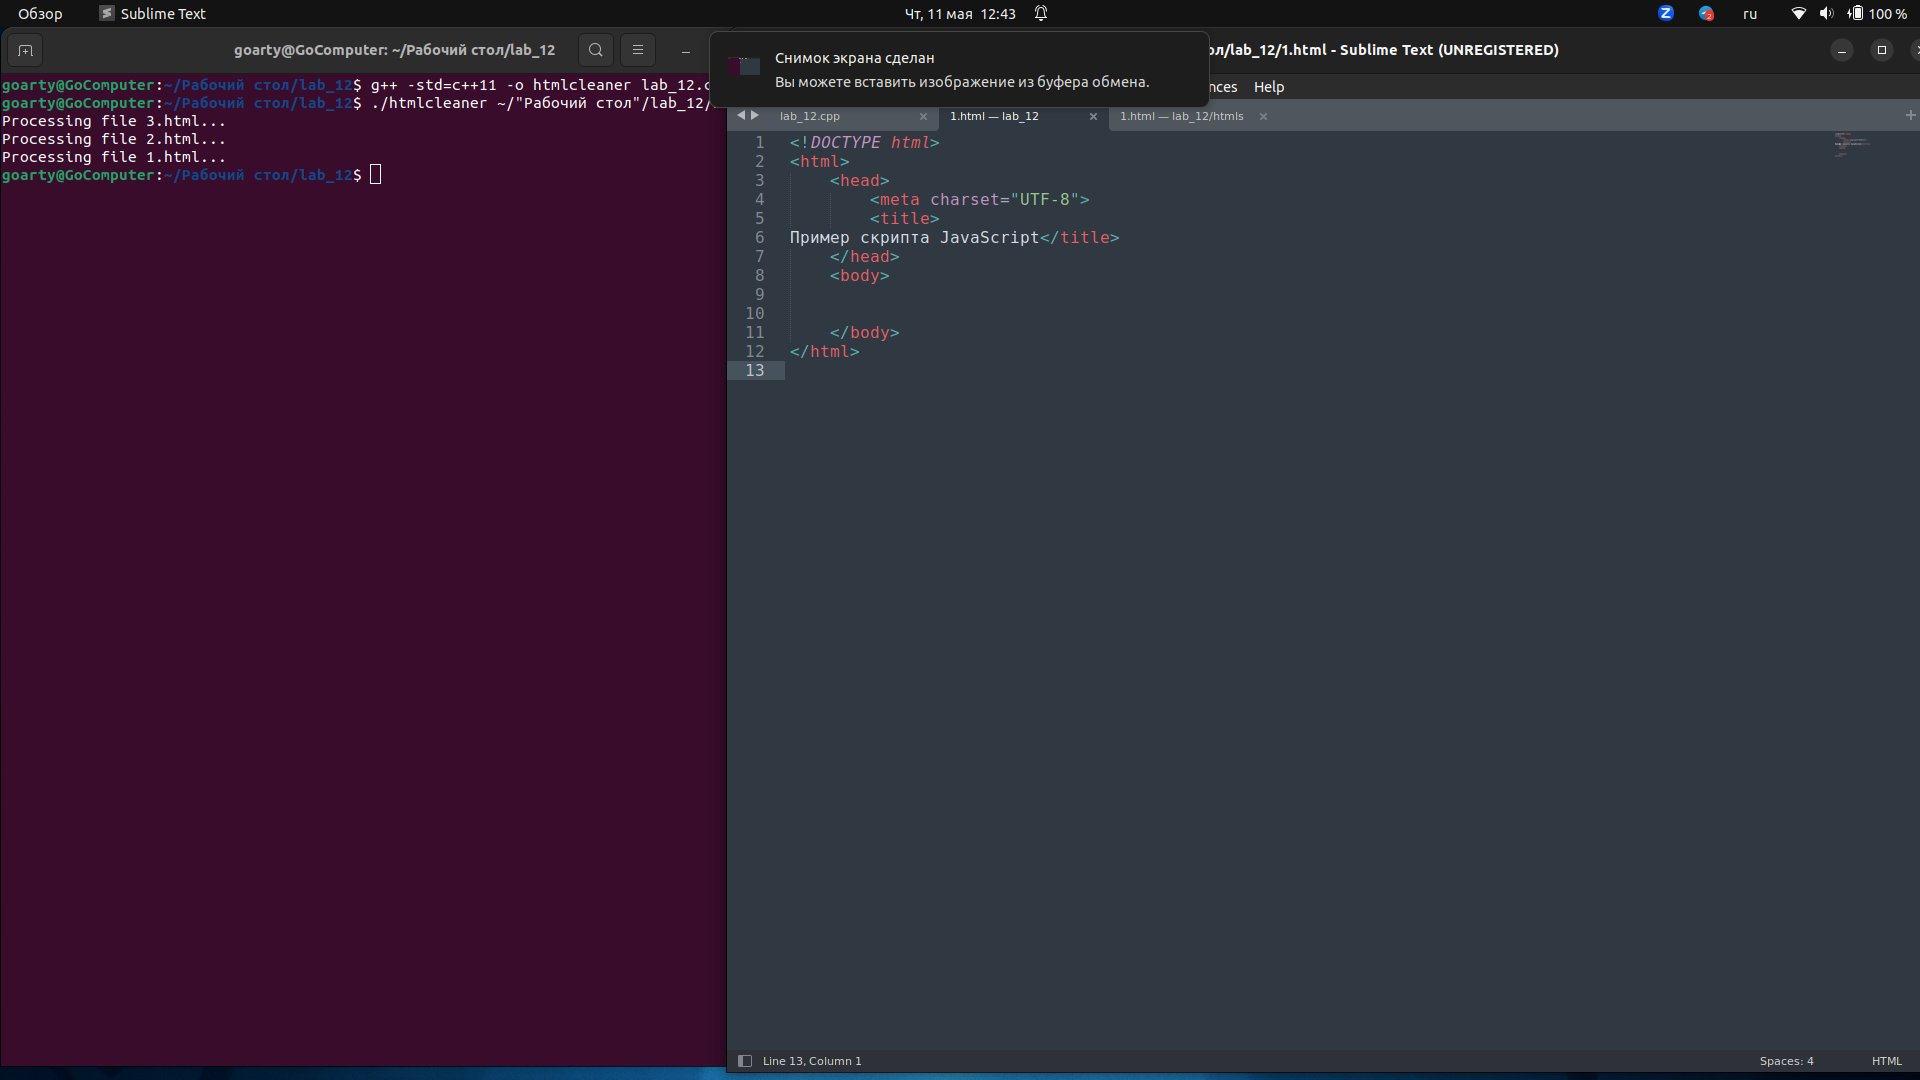 Обзор
Sublime Text
Чт, 11 мая 12:43
ru
100 %
goarty@GoComputer: ~/Рабочий стол/lab_12
goarty@GoComputer:~/Рабочий стол/lab_12$ g++ -std=c++11 -o htmlcleaner lab_12.c
goarty@GoComputer:~/Рабочий стол/lab_12$ ./htmlcleaner ~/"Рабочий стол"/lab_12/
Processing file 3.html...
Processing file 2.html...
Processing file 1.html...
goarty@GoComputer:~/Рабочий стол/lab_12$
Снимок экрана сделан
Вы можете вставить изображение из буфера обмена.
ол/lab_12/1.html - Sublime Text (UNREGISTERED)
nces Help
lab_12.cpp
1.html — lab_12
1.html — lab_12/htmls
1 <!DOCTYPE html>
2 <html>
3 <head>
4 <meta charset="UTF-8">
5 <title>
6 Пример скрипта JavaScript</title>
7 </head>
8 <body>
9
10
11 </body>
12 </html>
13
Line 13, Column 1
Spaces: 4
HTML